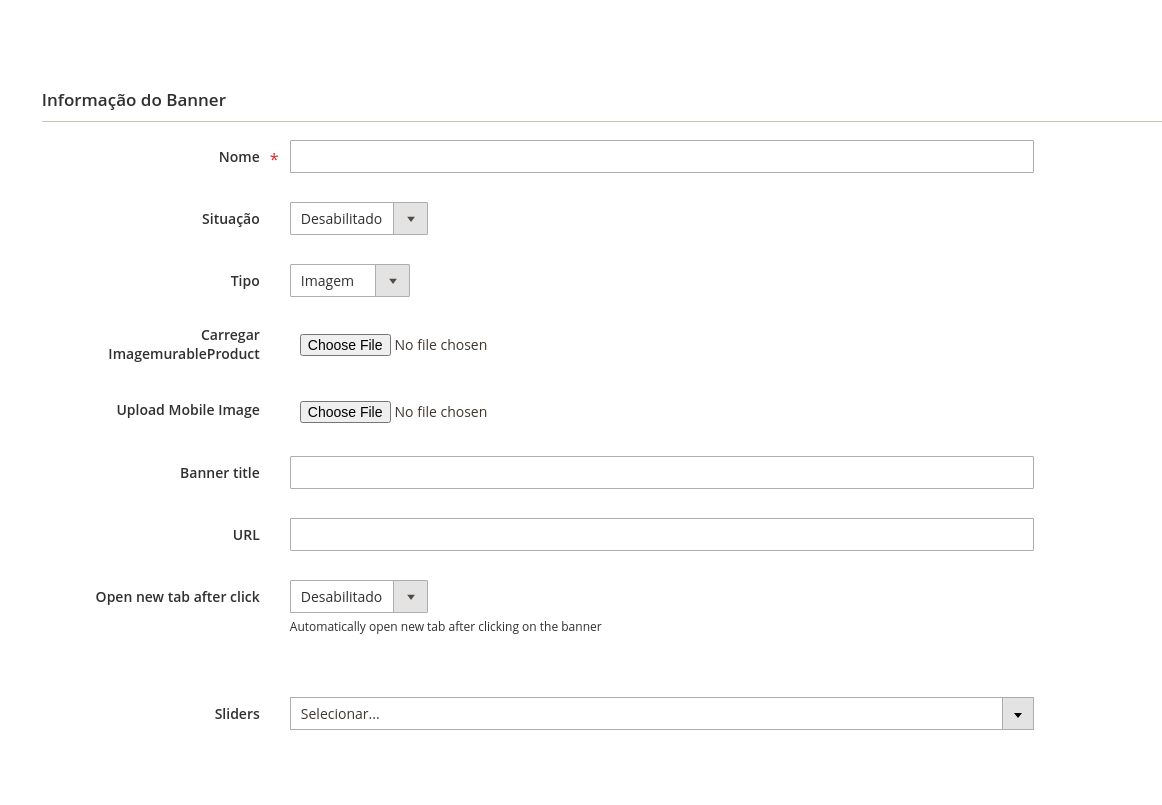 Informação do Banner
Nome *
Situação Desabilitado
Tipo Imagem
Carregar
ImagemurableProduct Choose File No file chosen
Upload Mobile Image Choose File No file chosen
Banner title
URL
Open new tab after click Desabilitado
Automatically open new tab after clicking on the banner
Sliders Selecionar...